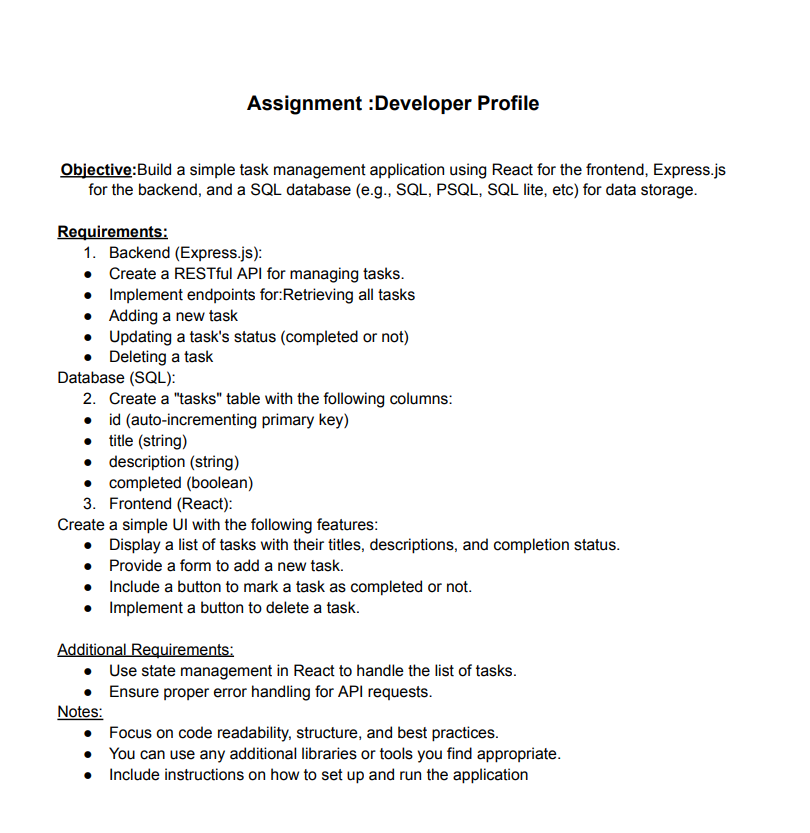 Assignment :Developer Profile
Objective:Build a simple task management application using React for the frontend, Express.js
for the backend, and a SQL database (e.g., SQL, PSQL, SQL lite, etc) for data storage.
Requirements:
1. Backend (Express.js):
● Create a RESTful API for managing tasks.
● Implement endpoints for:Retrieving all tasks
● Adding a new task
● Updating a task's status (completed or not)
● Deleting a task
Database (SQL):
2. Create a "tasks" table with the following columns:
● id (auto-incrementing primary key)
● title (string)
● description (string)
● completed (boolean)
3. Frontend (React):
Create a simple UI with the following features:
● Display a list of tasks with their titles, descriptions, and completion status.
● Provide a form to add a new task.
● Include a button to mark a task as completed or not.
● Implement a button to delete a task.
Additional Requirements:
● Use state management in React to handle the list of tasks.
● Ensure proper error handling for API requests.
Notes:
● Focus on code readability, structure, and best practices.
● You can use any additional libraries or tools you find appropriate.
● Include instructions on how to set up and run the application